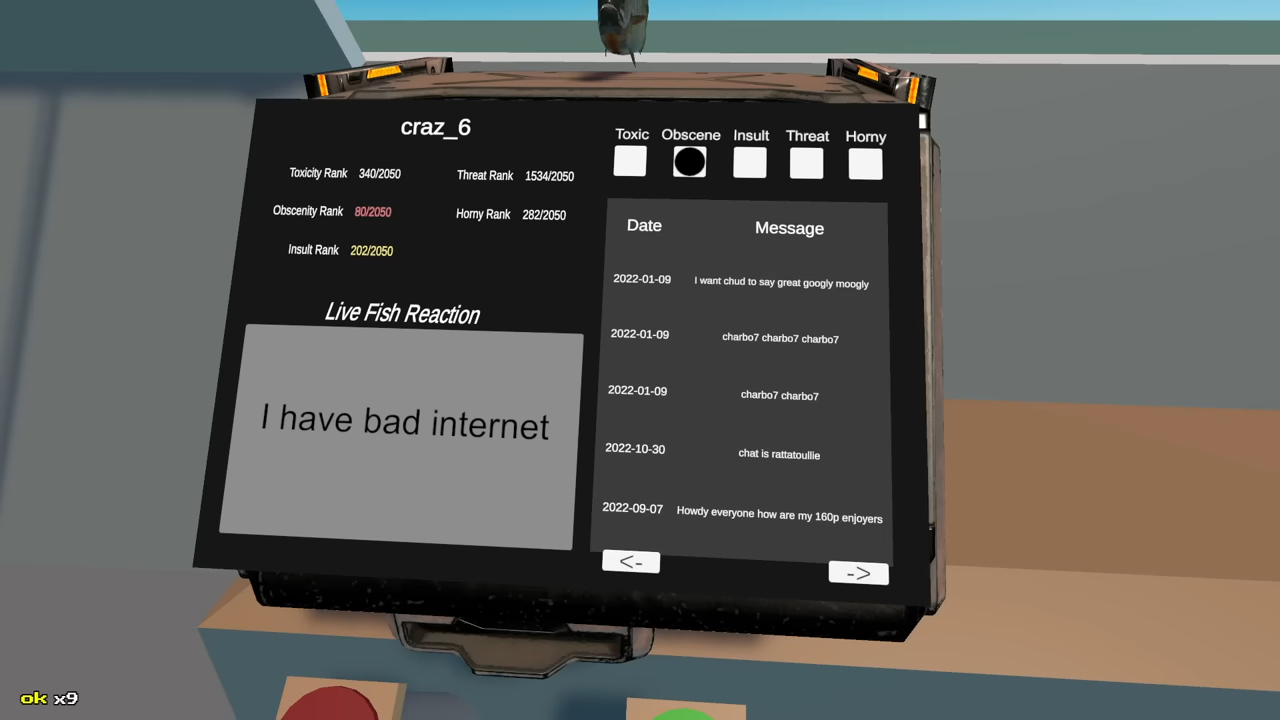 craz_6
Toxicity Rank 340/2050
Threat Rank 1534/2050
Obscenity Rank 80/2050
Horny Rank 282/2050
Insult Rank 202/2050
Live Fish Reaction
I have bad internet
Toxic Obscene Insult Threat Horny
Date Message
2022-01-09 I want chud to say great googly moogly
2022-01-09 charbo7 charbo7 charbo7
2022-01-09 charbo7 charbo7
2022-10-30 chat is rattatoullie
2022-09-07 Howdy everyone how are my 160p enjoyers
<- ->
ok x9